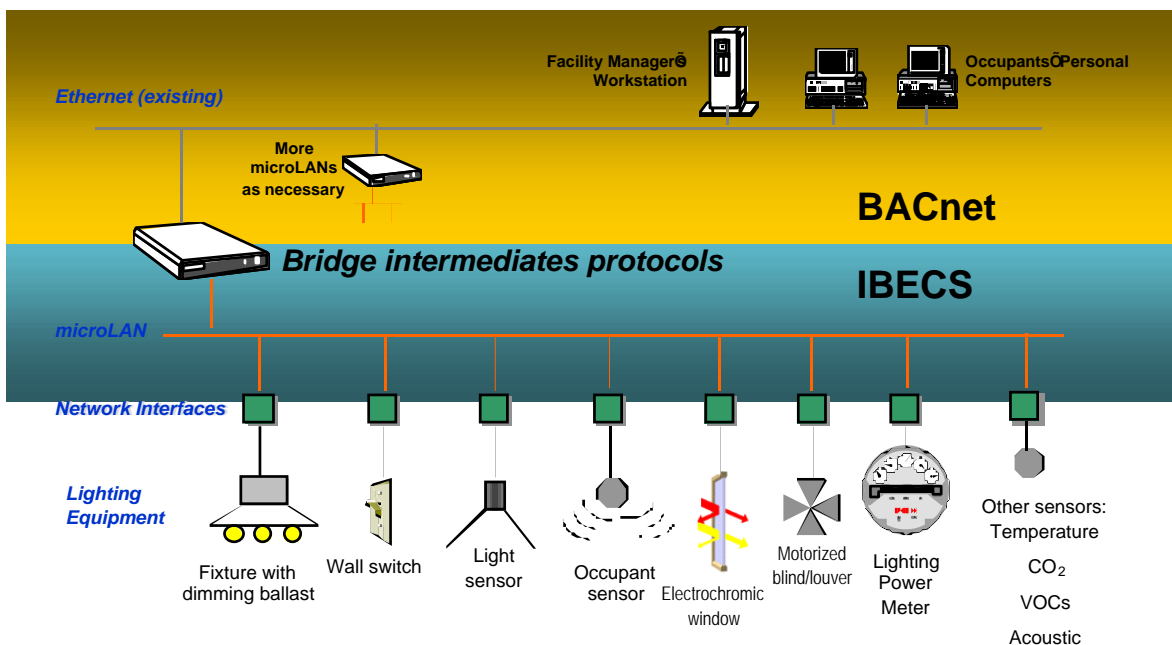 Facility ManagerÕs
Workstation
OccupantsÕ Personal
Computers
Ethernet (existing)
More
microLANs
as necessary
BACnet
Bridge intermediates protocols
IBECS
microLAN
Network Interfaces
Lighting
Equipment
Fixture with
dimming ballast
Wall switch
Light
sensor
Occupant
sensor
Electrochromic
window
Motorized
blind/louver
Lighting
Power
Meter
Other sensors:
Temperature
CO₂
VOCs
Acoustic